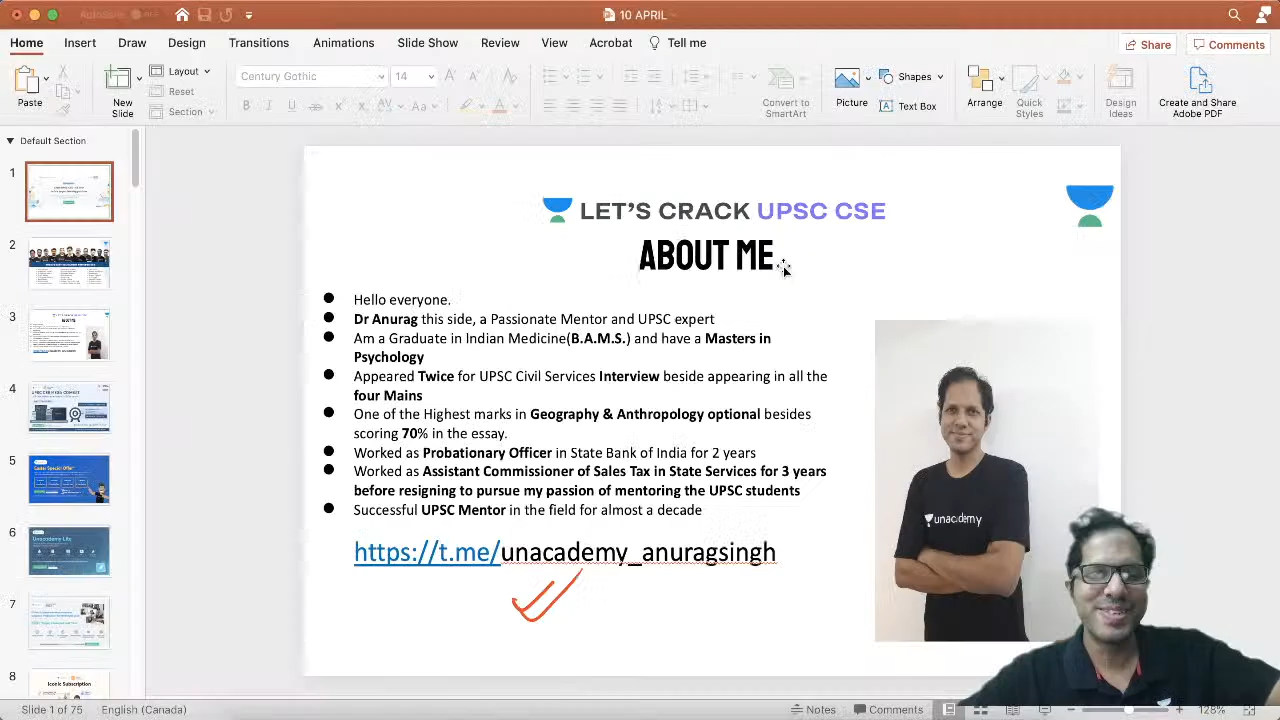 AutoSave OFF
10 APRIL
Home Insert Draw Design Transitions Animations Slide Show Review View Acrobat Tell me
Share Comments
Century Gothic 14
Paste
New
Slide
Layout
Reset
Section
Convert to
SmartArt
Picture
Shapes
Text Box
Arrange
Styles
Design
Ideas
Create and Share
Adobe PDF
Default Section
1
2
3
4
5
6
7
8
Iconic Subscription
LET'S CRACK UPSC CSE
ABOUT ME
Hello everyone.
Dr Anurag this side, a Passionate Mentor and UPSC expert
Am a Graduate in Indian Medicine(B.A.M.S.) and have a Masters in
Psychology
Appeared Twice for UPSC Civil Services Interview beside appearing in all the
four Mains
One of the Highest marks in Geography & Anthropology optional besides
scoring 70% in the essay
Worked as Probationary Officer in State Bank of India for 2 years
Worked as Assistant Commissioner of Sales Tax in State Services for 3 years
before resigning to pursue my passion of mentoring the UPSC students
Successful UPSC Mentor in the field for almost a decade
https://t.me/unacademy_anuragsingh
unacademy
Slide 1 of 75 English (Canada)
Notes Comments 128%